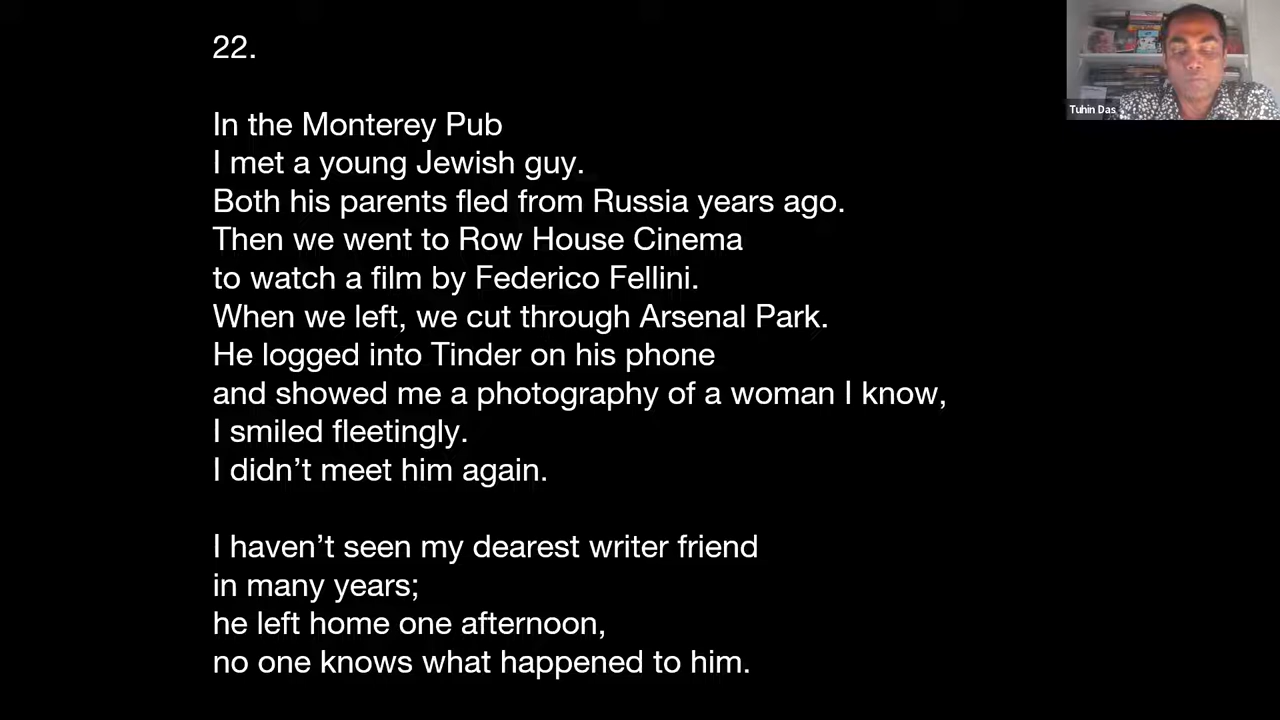 22.
In the Monterey Pub
I met a young Jewish guy.
Both his parents fled from Russia years ago.
Then we went to Row House Cinema
to watch a film by Federico Fellini.
When we left, we cut through Arsenal Park.
He logged into Tinder on his phone
and showed me a photography of a woman I know,
I smiled fleetingly.
I didn’t meet him again.
I haven’t seen my dearest writer friend
in many years;
he left home one afternoon,
no one knows what happened to him.
Tuhin Das